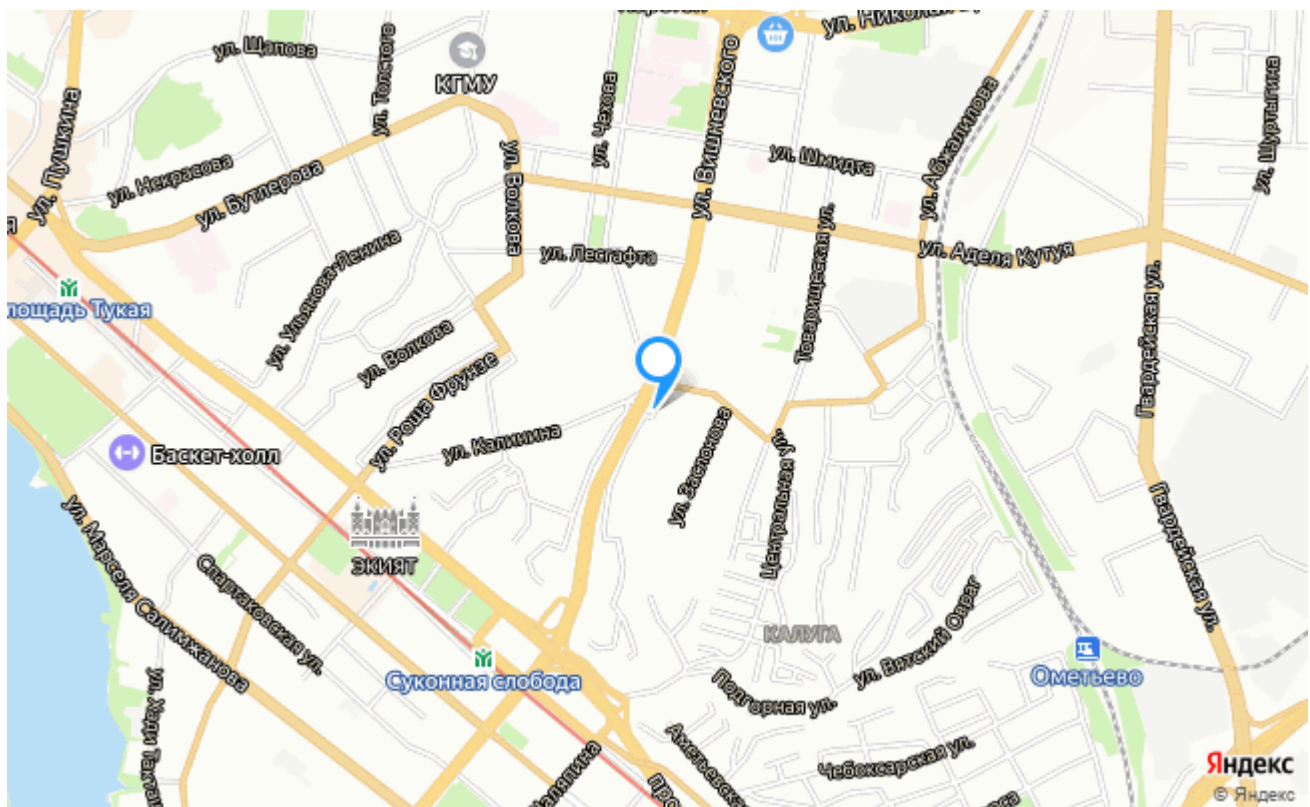 ул. Щапова
КГМУ
ул. Толстого
ул. Чехова
ул. Вишневского
ул. Пушкина
ул. Некрасова
ул. Бутлерова
ул. Волкова
ул. Шмидта
ул. Абжалилова
ул. Шуртыгина
ул. Лесгафта
ул. Аделя Кутуя
Товарищеская ул.
Гвардейская ул.
ул. Ульянова-Ленина
лощадь Тукая
ул. Волкова
ул. Роща Фрунзе
ул. Калинина
Баскет-холл
ул. Заслонова
Центральная ул.
Гвардейская ул.
ул. Марселя Салимжанова
Спартаковская ул.
ЭКИЯТ
КАЛУГА
ул. Вятский Овраг
Суконная слобода
Подгорная ул.
Ометьево
Чебоксарская ул.
Яндекс
© Яндекс